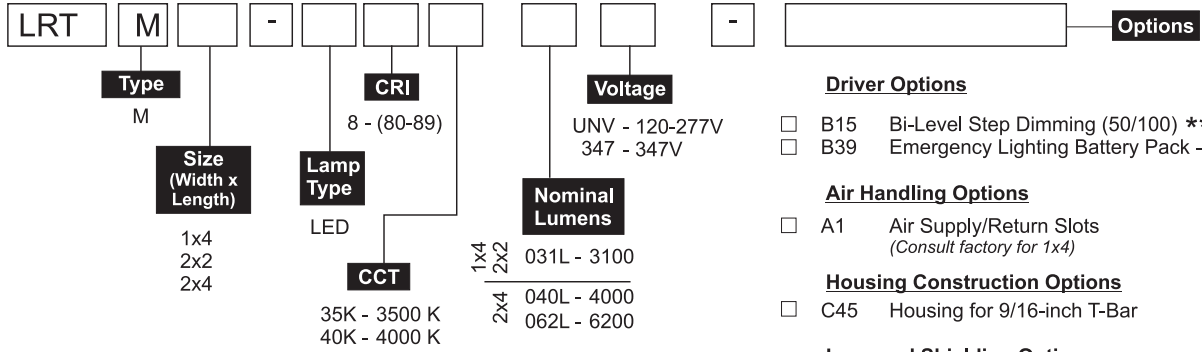 LRT M - - Options
Type
M
Size
(Width x
Length)
1x4
2x2
2x4
Lamp
Type
LED
CRI
8 - (80-89)
CCT
35K - 3500 K
40K - 4000 K
Nominal
Lumens
1x4
2x2
031L - 3100
2x4
040L - 4000
062L - 6200
Voltage
UNV - 120-277V
347 - 347V
Driver Options
B15 Bi-Level Step Dimming (50/100) **
B39 Emergency Lighting Battery Pack -
Air Handling Options
A1 Air Supply/Return Slots
(Consult factory for 1x4)
Housing Construction Options
C45 Housing for 9/16-inch T-Bar